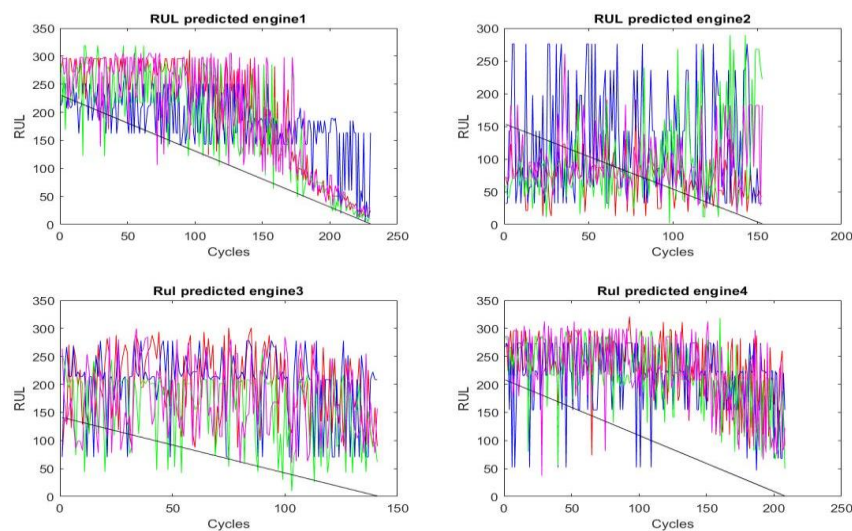 RUL predicted engine1
350
300
250
200
150
100
50
0
RUL
0 50 100 150 200 250
Cycles
RUL predicted engine2
300
250
200
150
100
50
0
RUL
0 50 100 150 200
Cycles
Rul predicted engine3
350
300
250
200
150
100
50
0
RUL
0 50 100 150
Cycles
Rul predicted engine4
350
300
250
200
150
100
50
0
RUL
0 50 100 150 200 250
Cycles